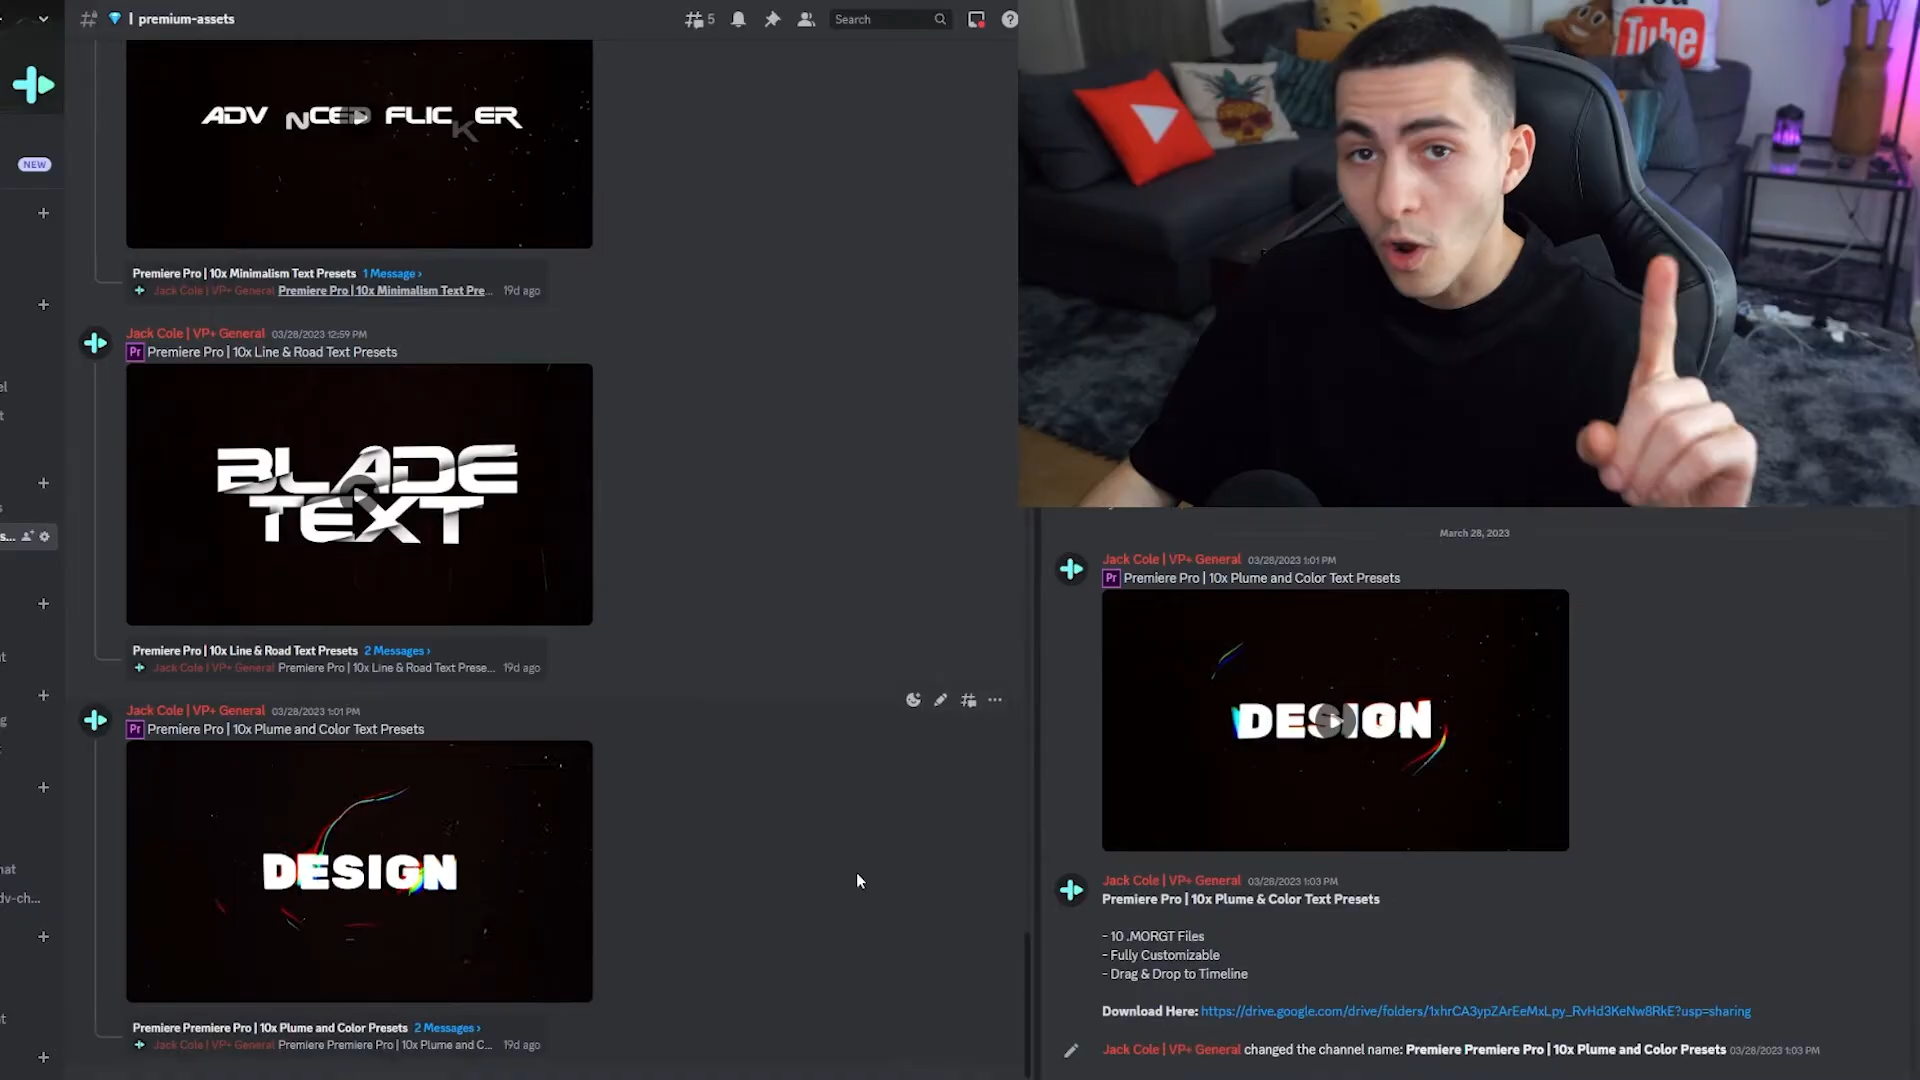 | premium-assets
5
Search
NEW
ADV NCED FLIC K ER
Premiere Pro | 10x Minimalism Text Presets 1 Message ›
Jack Cole | VP+ General Premiere Pro | 10x Minimalism Text Pre... 19d ago
Jack Cole | VP+ General 03/28/2023 12:59 PM
Pr Premiere Pro | 10x Line & Road Text Presets
BLADE
TEXT
Premiere Pro | 10x Line & Road Text Presets 2 Messages ›
Jack Cole | VP+ General Premiere Pro | 10x Line & Road Text Prese... 19d ago
Jack Cole | VP+ General 03/28/2023 1:01 PM
Pr Premiere Pro | 10x Plume and Color Text Presets
DESIGN
Premiere Premiere Pro | 10x Plume and Color Presets 2 Messages ›
Jack Cole | VP+ General Premiere Premiere Pro | 10x Plume and C... 19d ago
s...
hat
dv-ch...
You
Tube
March 28, 2023
Jack Cole | VP+ General 03/28/2023 1:01 PM
Pr Premiere Pro | 10x Plume and Color Text Presets
DESIGN
Jack Cole | VP+ General 03/28/2023 1:03 PM
Premiere Pro | 10x Plume & Color Text Presets
- 10 .MORGT Files
- Fully Customizable
- Drag & Drop to Timeline
Download Here: https://drive.google.com/drive/folders/1xhrCA3ypZArEeMxLpy_RvHd3KeNw8RkE?usp=sharing
Jack Cole | VP+ General changed the channel name: Premiere Premiere Pro | 10x Plume and Color Presets 03/28/2023 1:03 PM